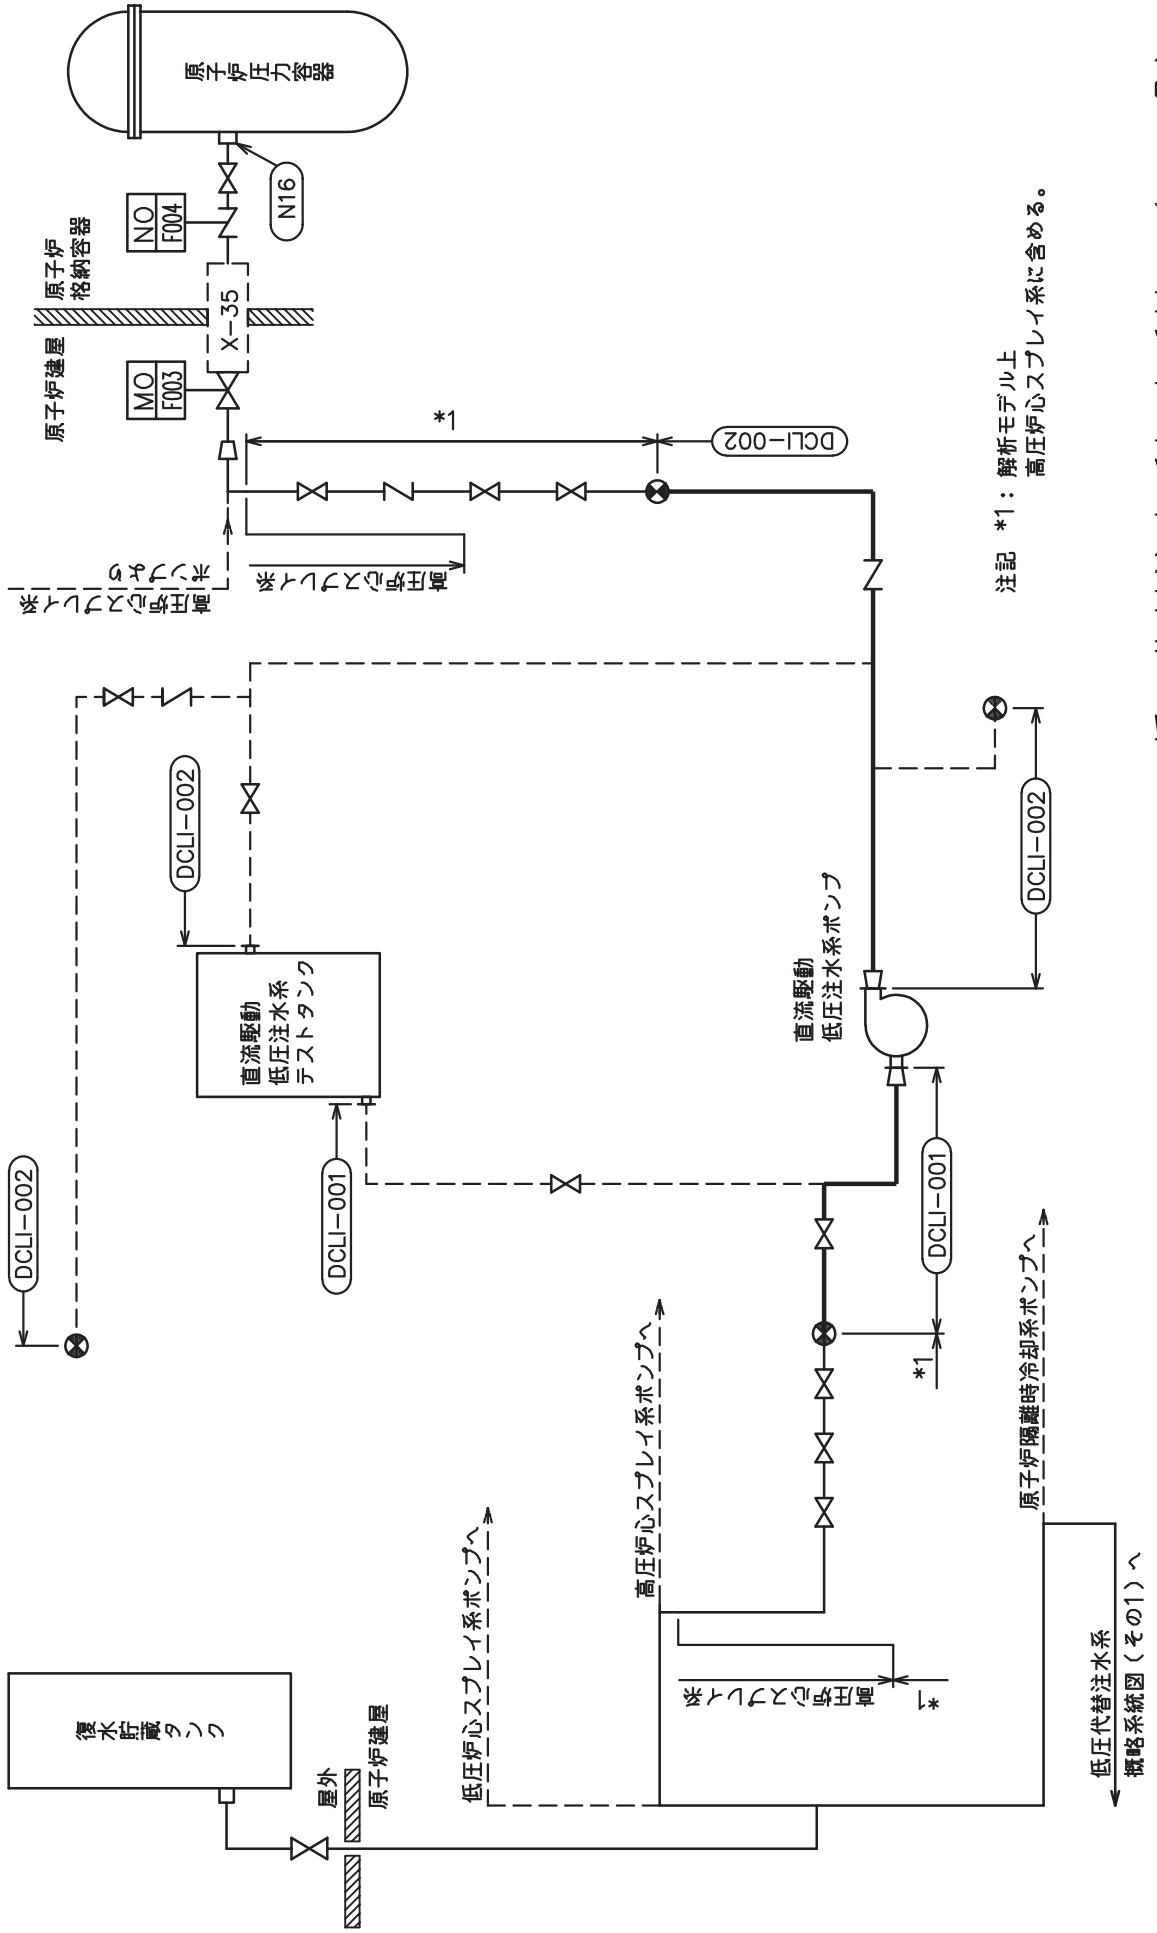 復水貯蔵タンク
屋外
原子炉建屋
低圧炉心スプレイ系ポンプへ
高圧炉心スプレイ系ポンプへ
高圧炉心スプレイ系
*1
低圧代替注水系
概略系統図(その1)へ
原子炉隔離時冷却系ポンプへ
*1
DCLI-001
DCLI-002
DCLI-001
直流駆動
低圧注水系
テストタンク
DCLI-002
直流駆動
低圧注水系ポンプ
DCLI-002
高圧炉心スプレイ系
ポンプより
高圧炉心スプレイ系
*1
DCLI-002
原子炉建屋
原子炉
格納容器
MO
F003
X-35
NO
F004
N16
原子炉圧力容器
注記 *1:解析モデル上
高圧炉心スプレイ系に含める。